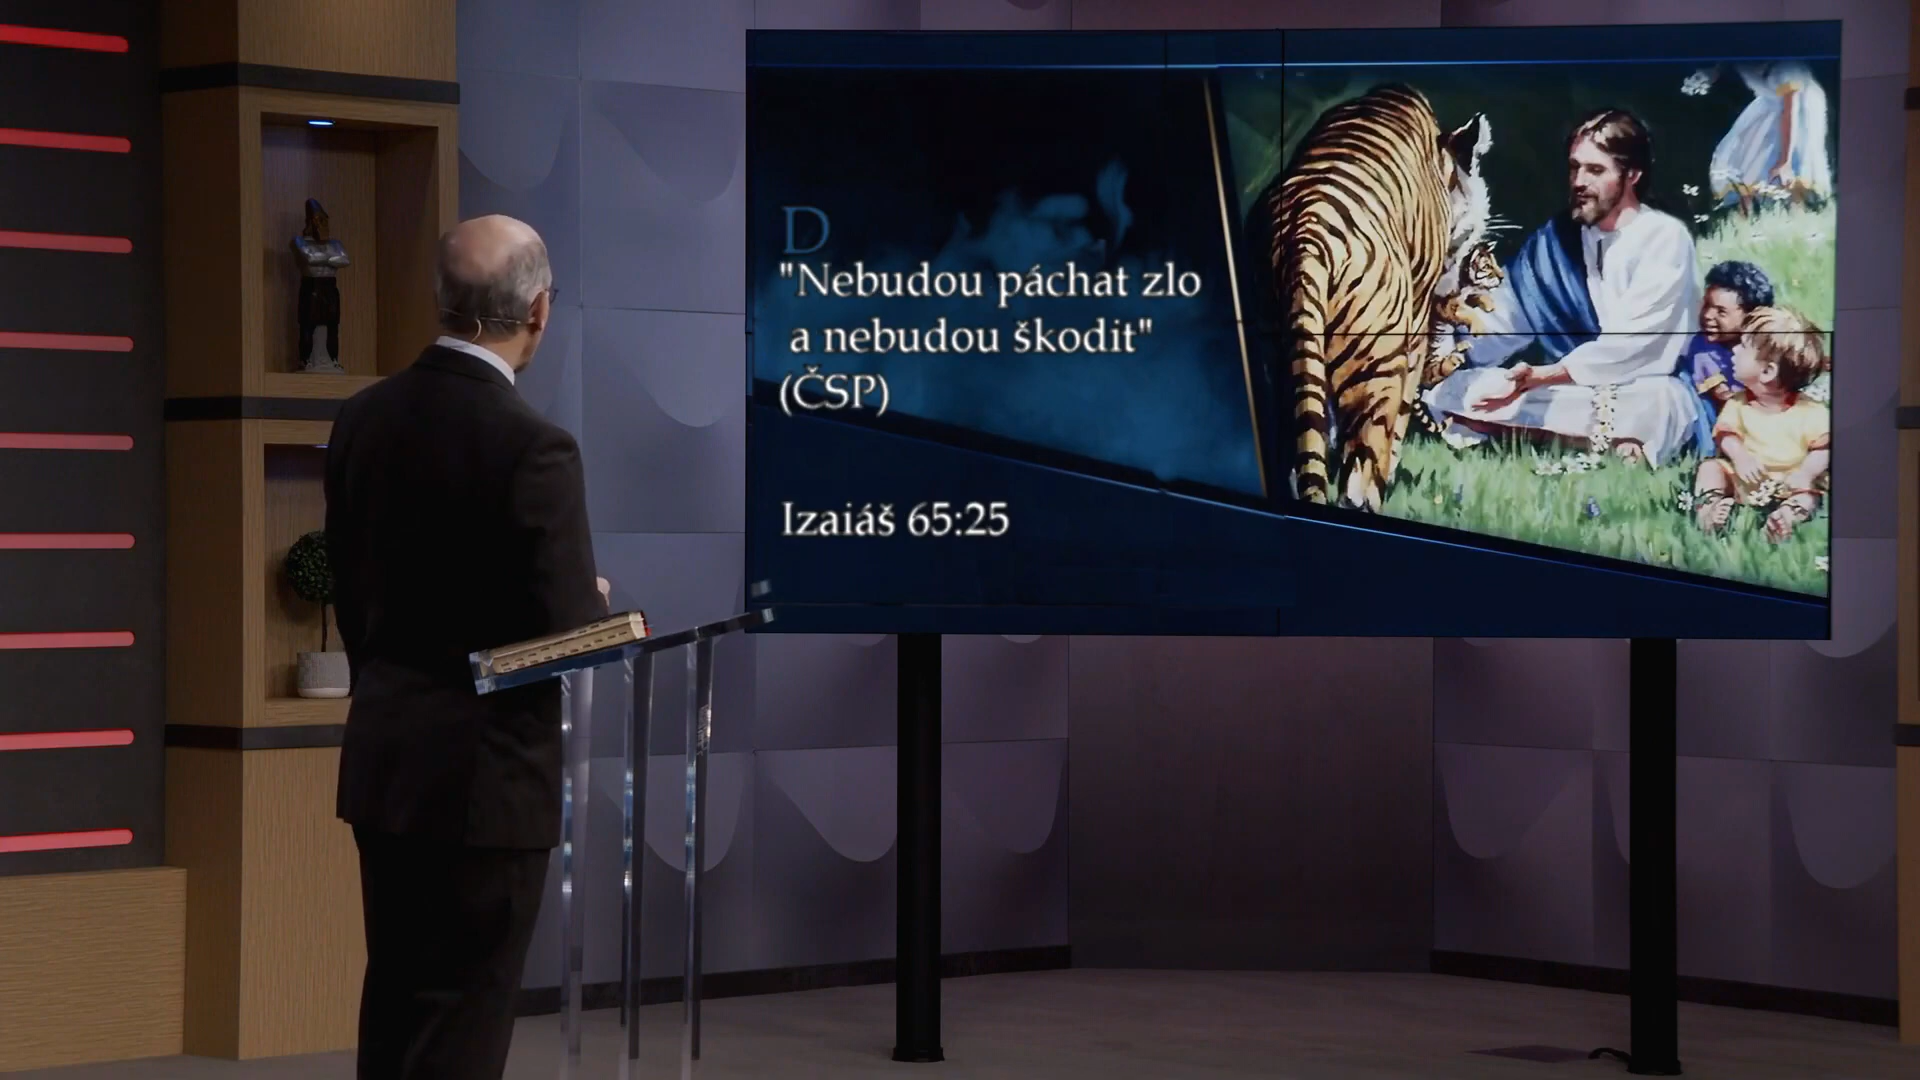 D
"Nebudou páchat zlo
a nebudou škodit"
(ČSP)
Izaiáš 65:25